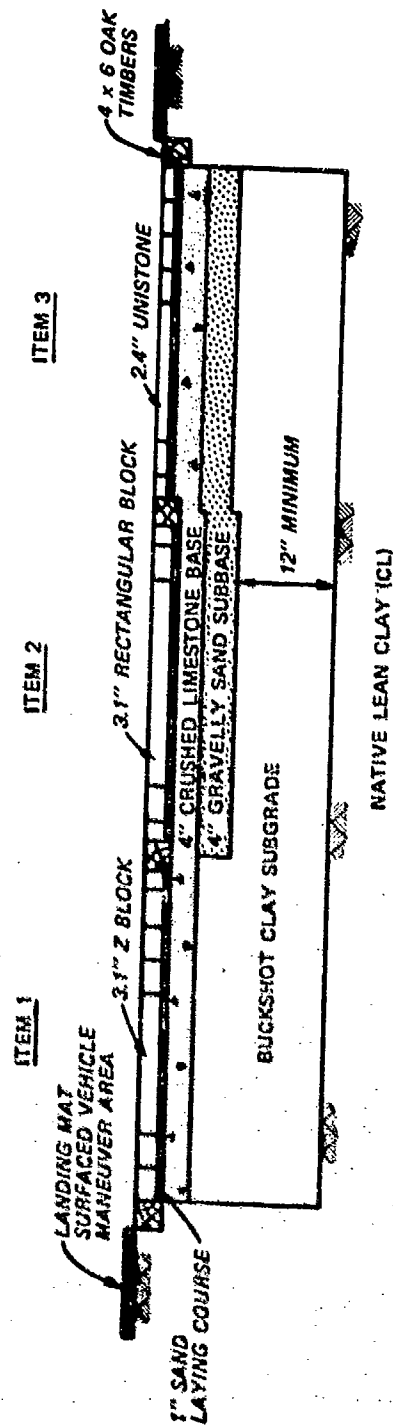 ITEM 1
ITEM 2
ITEM 3
LANDING MAT
SURFACED VEHICLE
MANEUVER AREA
3.1" Z BLOCK
3.1" RECTANGULAR BLOCK
2.4" UNISTONE
4 x 6 OAK
TIMBERS
1" SAND
LAYING COURSE
4" CRUSHED LIMESTONE BASE
4" GRAVELLY SAND SUBBASE
BUCKSHOT CLAY SUBGRADE
12" MINIMUM
NATIVE LEAN CLAY (CL)